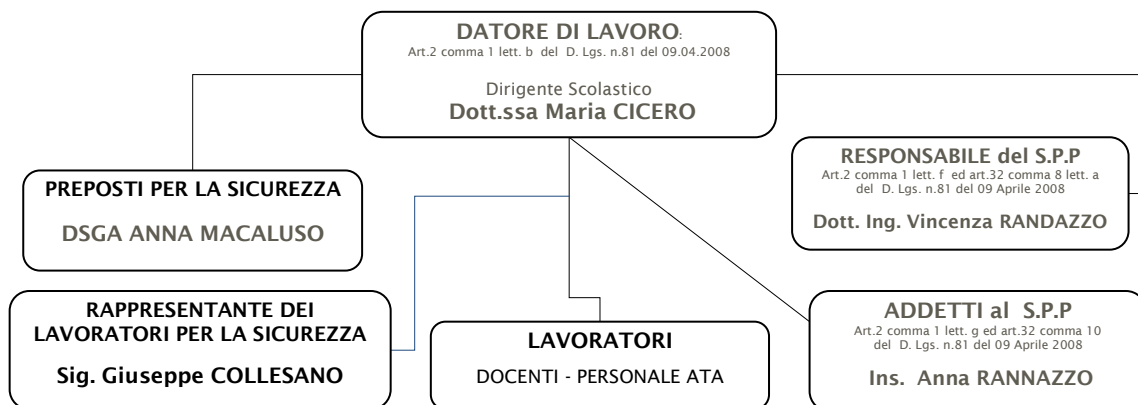 DATORE DI LAVORO:
Art.2 comma 1 lett. b del D. Lgs. n.81 del 09.04.2008
Dirigente Scolastico
Dott.ssa Maria CICERO
PREPOSTI PER LA SICUREZZA
DSGA ANNA MACALUSO
RESPONSABILE del S.P.P
Art.2 comma 1 lett. f ed art.32 comma 8 lett. a
del D. Lgs. n.81 del 09 Aprile 2008
Dott. Ing. Vincenza RANDAZZO
RAPPRESENTANTE DEI
LAVORATORI PER LA SICUREZZA
Sig. Giuseppe COLLESANO
LAVORATORI
DOCENTI - PERSONALE ATA
ADDETTI al S.P.P
Art.2 comma 1 lett. g ed art.32 comma 10
del D. Lgs. n.81 del 09 Aprile 2008
Ins. Anna RANNAZZO